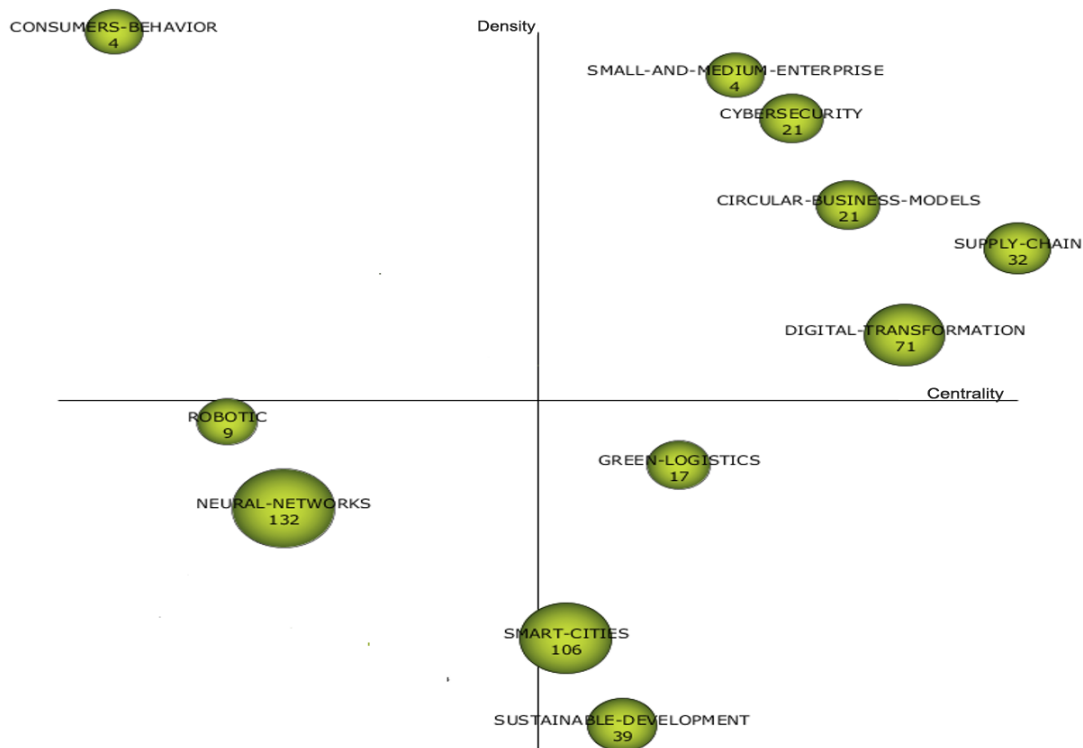 CONSUMERS-BEHAVIOR
4
Density
SMALL-AND-MEDIUM-ENTERPRISE
4
CYBERSECURITY
21
CIRCULAR-BUSINESS-MODELS
21
SUPPLY-CHAIN
32
DIGITAL-TRANSFORMATION
71
Centrality
ROBOTIC
9
GREEN-LOGISTICS
17
NEURAL-NETWORKS
132
SMART-CITIES
106
SUSTAINABLE-DEVELOPMENT
39